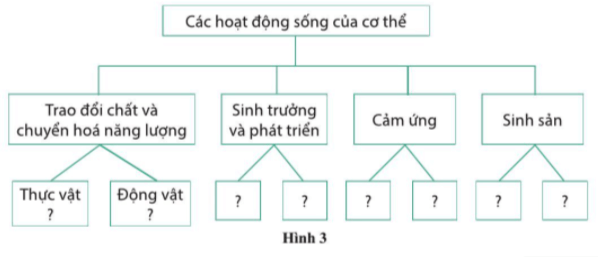 Các hoạt động sống của cơ thể
Trao đổi chất và
chuyển hoá năng lượng
Sinh trưởng
và phát triển
Cảm ứng
Sinh sản
Thực vật
?
Động vật
?
?
?
?
?
?
?
Hình 3